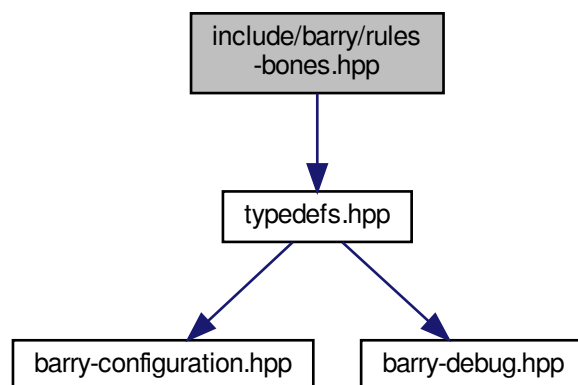 include/barry/rules
-bones.hpp
typedefs.hpp
barry-configuration.hpp
barry-debug.hpp